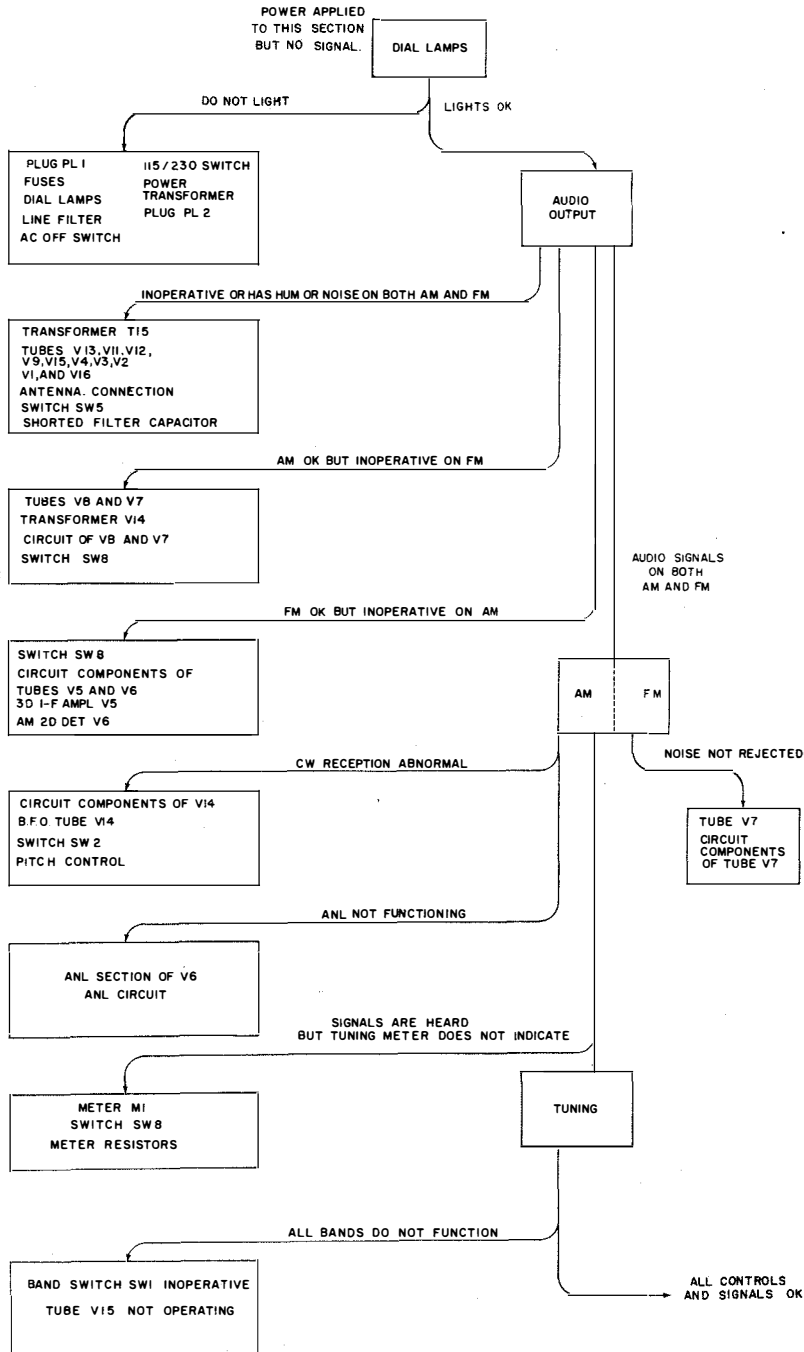 POWER APPLIED
TO THIS SECTION
BUT NO SIGNAL.
DIAL LAMPS
DO NOT LIGHT
LIGHTS OK
PLUG PL 1
FUSES
DIAL LAMPS
LINE FILTER
AC OFF SWITCH
115/230 SWITCH
POWER
TRANSFORMER
PLUG PL 2
AUDIO
OUTPUT
INOPERATIVE OR HAS HUM OR NOISE ON BOTH AM AND FM
TRANSFORMER T15
TUBES V13,V11,V12,
V9,V15,V4,V3,V2
V1,AND V16
ANTENNA. CONNECTION
SWITCH SW5
SHORTED FILTER CAPACITOR
AM OK BUT INOPERATIVE ON FM
TUBES V8 AND V7
TRANSFORMER V14
CIRCUIT OF V8 AND V7
SWITCH SW8
AUDIO SIGNALS
ON BOTH
AM AND FM
FM OK BUT INOPERATIVE ON AM
SWITCH SW8
CIRCUIT COMPONENTS OF
TUBES V5 AND V6
3D I-F AMPL V5
AM 2D DET V6
AM
FM
CW RECEPTION ABNORMAL
NOISE NOT REJECTED
CIRCUIT COMPONENTS OF V14
B.F.O. TUBE V14
SWITCH SW 2
PITCH CONTROL
TUBE V7
CIRCUIT
COMPONENTS
OF TUBE V7
ANL NOT FUNCTIONING
ANL SECTION OF V6
ANL CIRCUIT
SIGNALS ARE HEARD
BUT TUNING METER DOES NOT INDICATE
METER M1
SWITCH SW8
METER RESISTORS
TUNING
ALL BANDS DO NOT FUNCTION
BAND SWITCH SW1 INOPERATIVE
TUBE V15 NOT OPERATING
ALL CONTROLS
AND SIGNALS OK